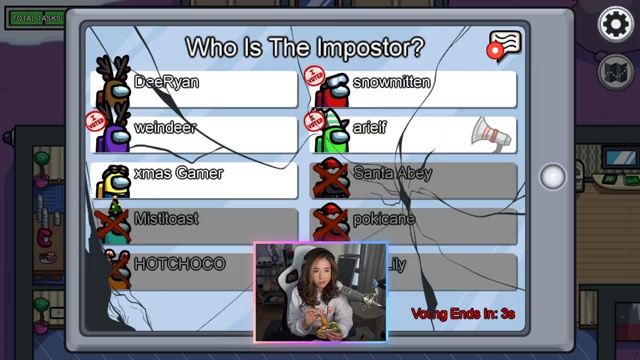 TOTAL TASKS
Who Is The Impostor?
DeeRyan
I VOTED
snowmitten
I VOTED
weindeer
I VOTED
arielf
xmas Gamer
Santa Abey
Mistltoast
pokicane
HOTCHOCO
ily
Voting Ends In: 3s